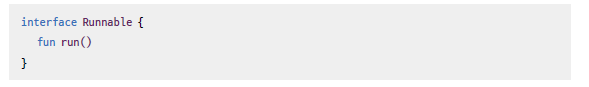 interface Runnable {
fun run()
}